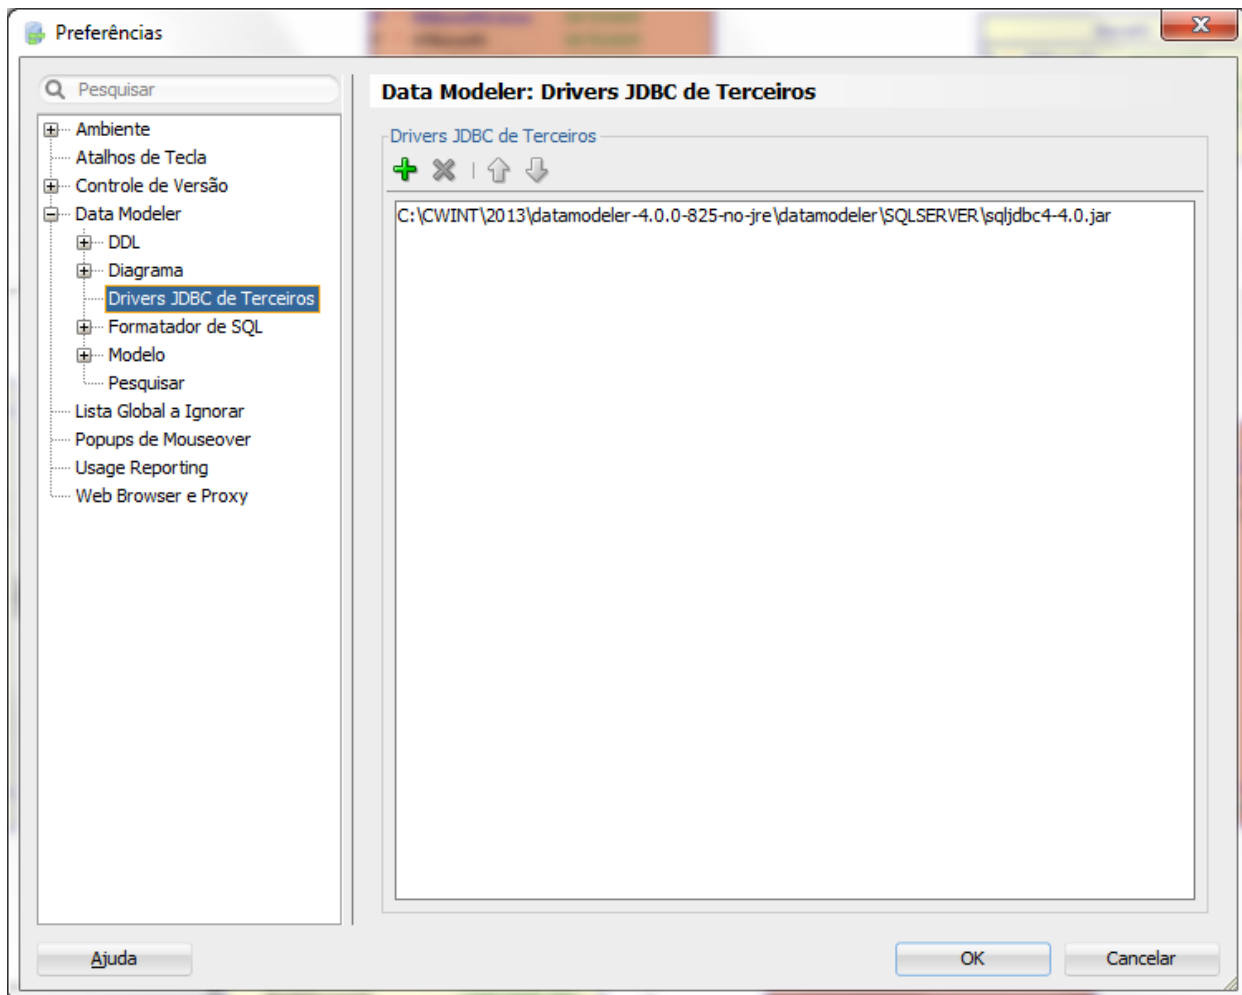 Preferências
Pesquisar
Ambiente
Atalhos de Tecla
Controle de Versão
Data Modeler
DDL
Diagrama
Drivers JDBC de Terceiros
Formatador de SQL
Modelo
Pesquisar
Lista Global a Ignorar
Popups de Mouseover
Usage Reporting
Web Browser e Proxy
Data Modeler: Drivers JDBC de Terceiros
Drivers JDBC de Terceiros
C:\CWINT\2013\datamodeler-4.0.0-825-no-jre\datamodeler\SQLSERVER\sqljdbc4-4.0.jar
Ajuda
OK
Cancelar